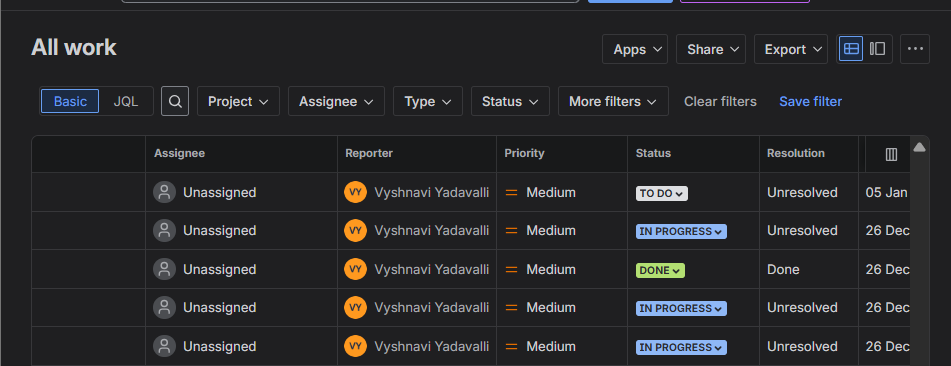 All work
Apps Share Export
Basic JQL Project Assignee Type Status More filters Clear filters Save filter
Assignee Reporter Priority Status Resolution
Unassigned VY Vyshnavi Yadavalli Medium TO DO Unresolved 05 Jan
Unassigned VY Vyshnavi Yadavalli Medium IN PROGRESS Unresolved 26 Dec
Unassigned VY Vyshnavi Yadavalli Medium DONE Done 26 Dec
Unassigned VY Vyshnavi Yadavalli Medium IN PROGRESS Unresolved 26 Dec
Unassigned VY Vyshnavi Yadavalli Medium IN PROGRESS Unresolved 26 Dec